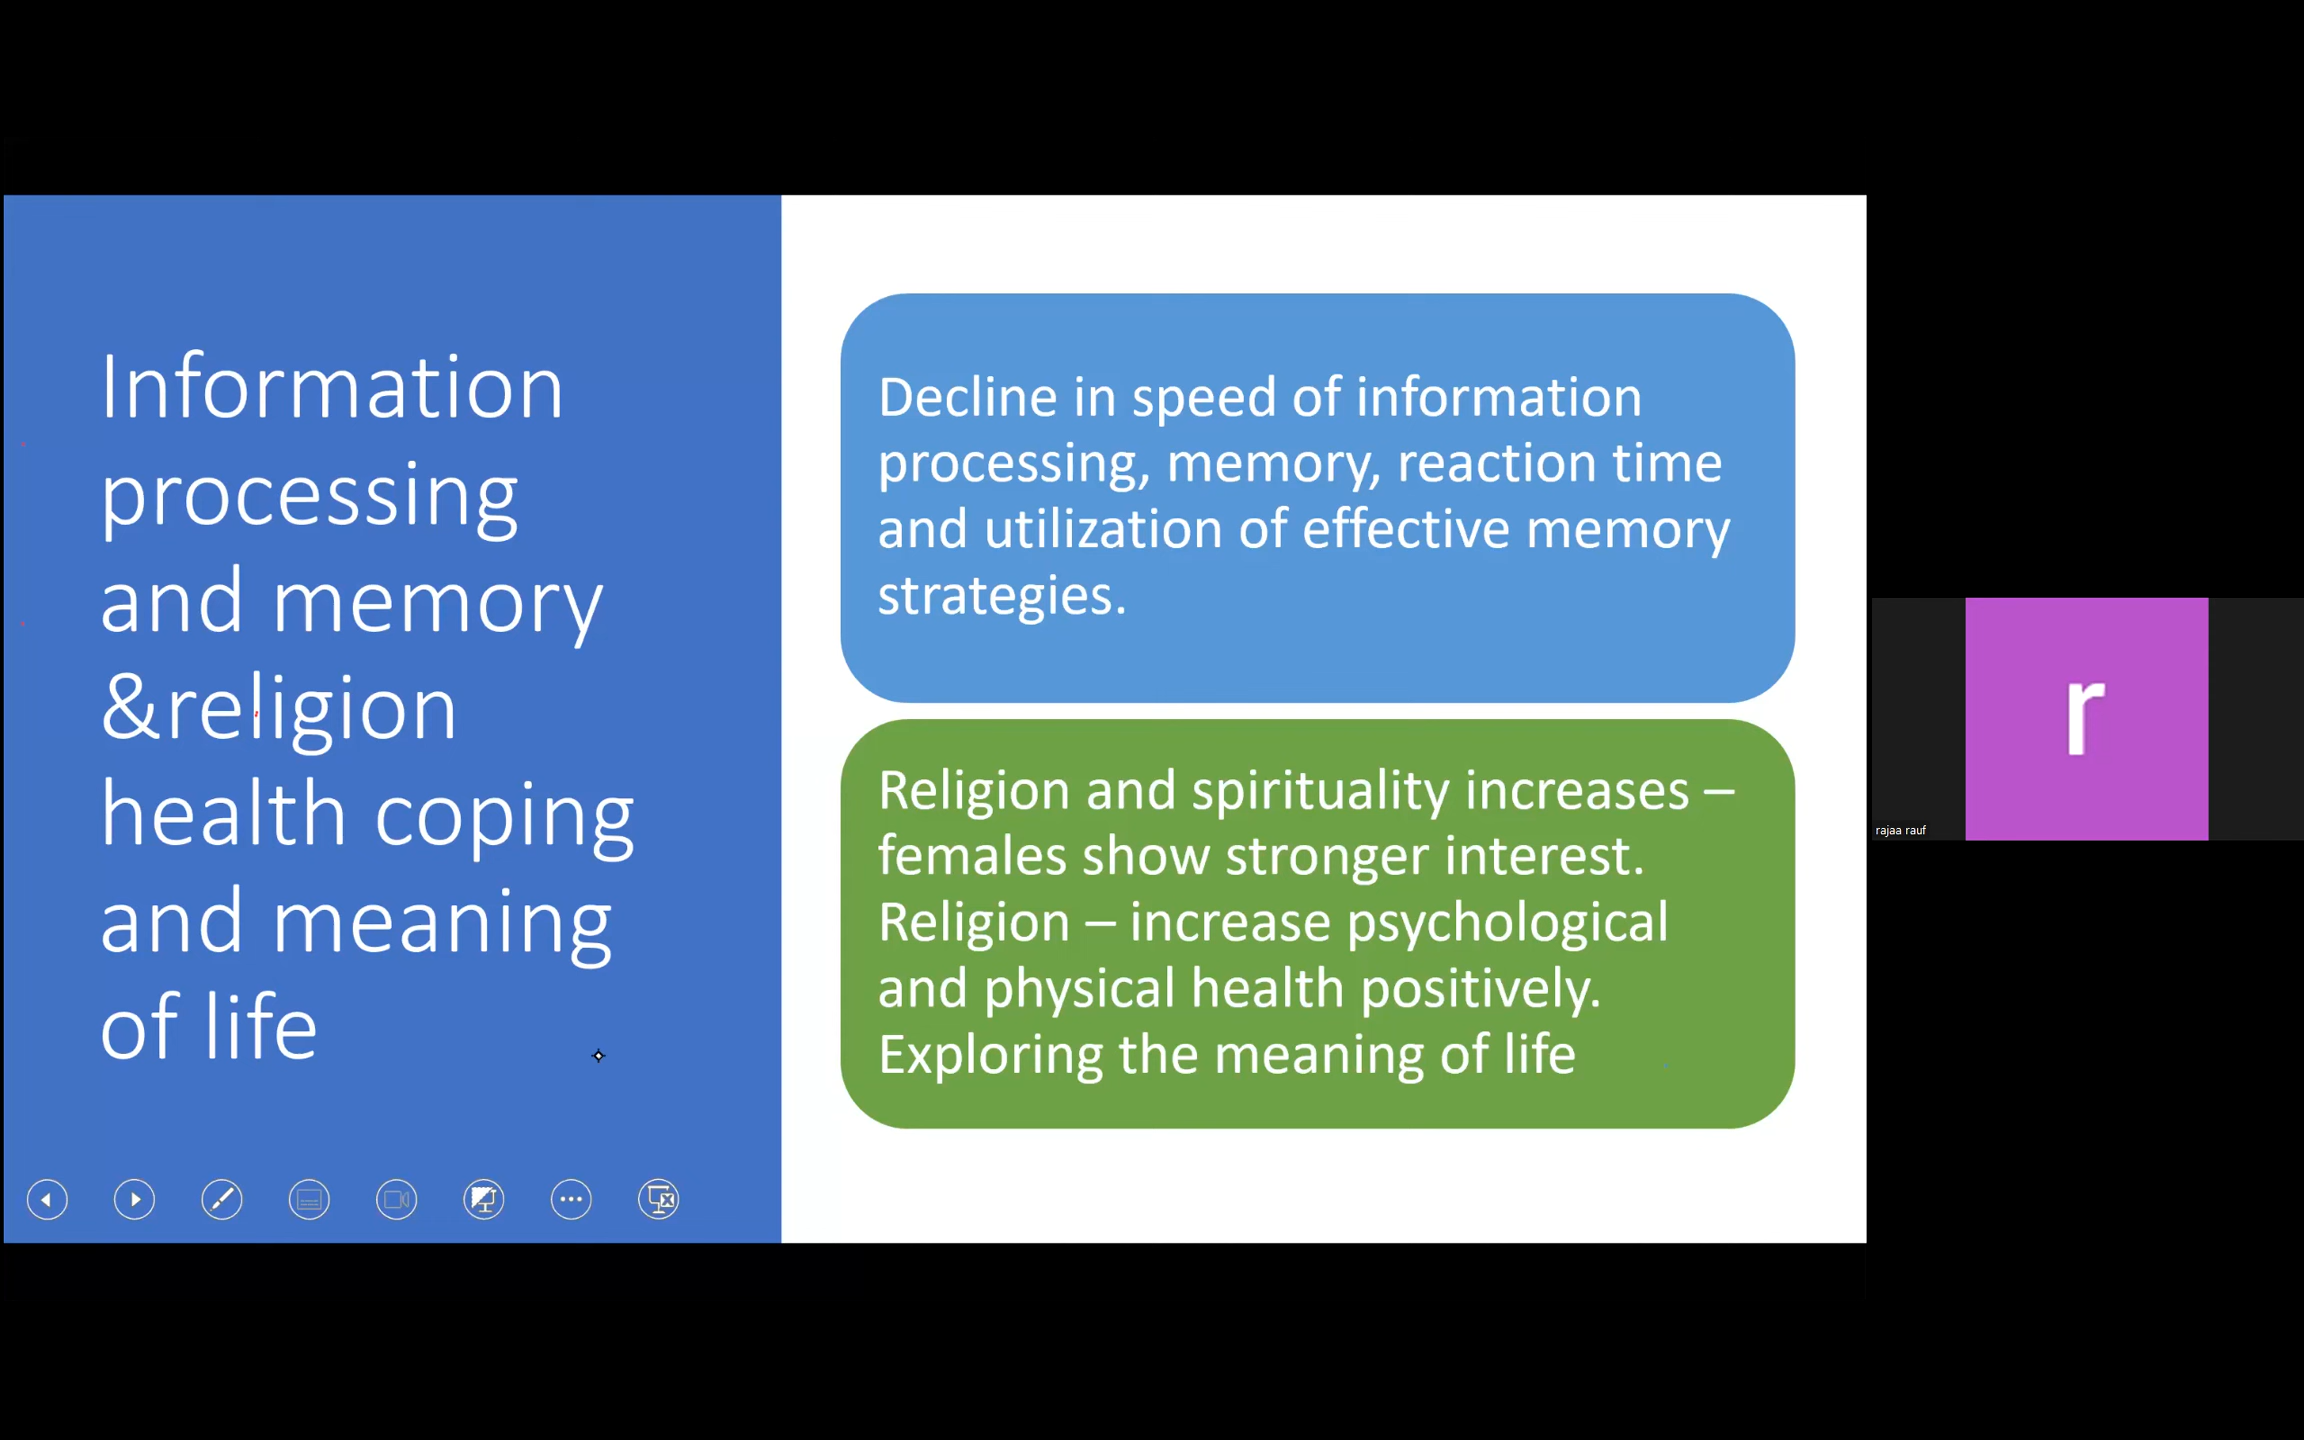 Information
processing
and memory
&religion
health coping
and meaning
of life
Decline in speed of information
processing, memory, reaction time
and utilization of effective memory
strategies.
Religion and spirituality increases –
females show stronger interest.
Religion – increase psychological
and physical health positively.
Exploring the meaning of life
r
rajaa rauf